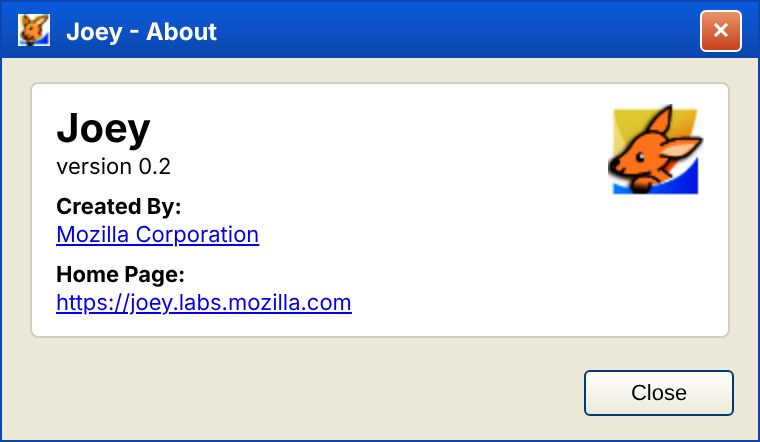 Joey - About
Joey
version 0.2
Created By:
Mozilla Corporation
Home Page:
https://joey.labs.mozilla.com
Close